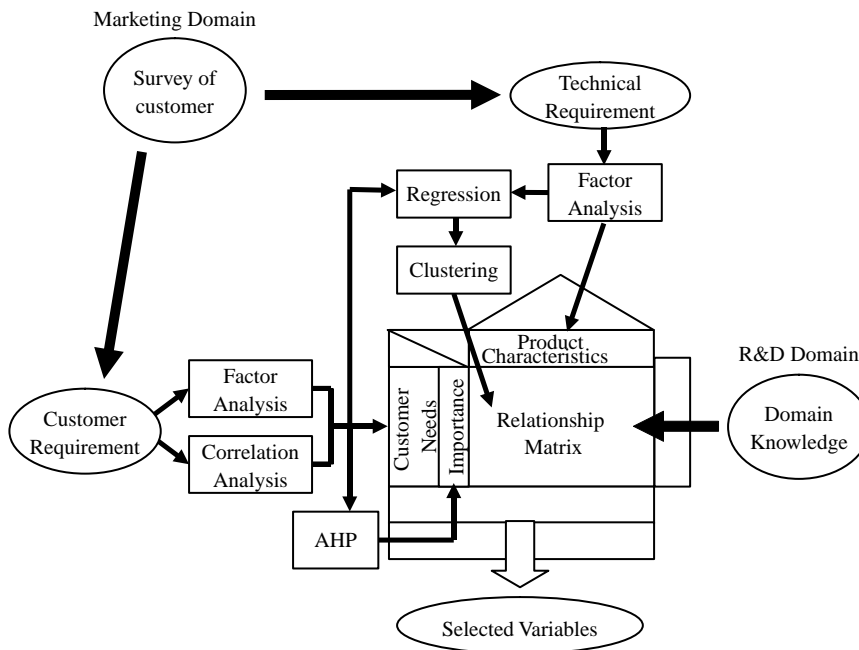 Marketing Domain
Survey of
customer
Technical
Requirement
Regression
Factor
Analysis
Clustering
Product
Characteristics
R&D Domain
Factor
Analysis
Customer
Requirement
Correlation
Analysis
Customer
Needs
Importance
Relationship
Matrix
Domain
Knowledge
AHP
Selected Variables